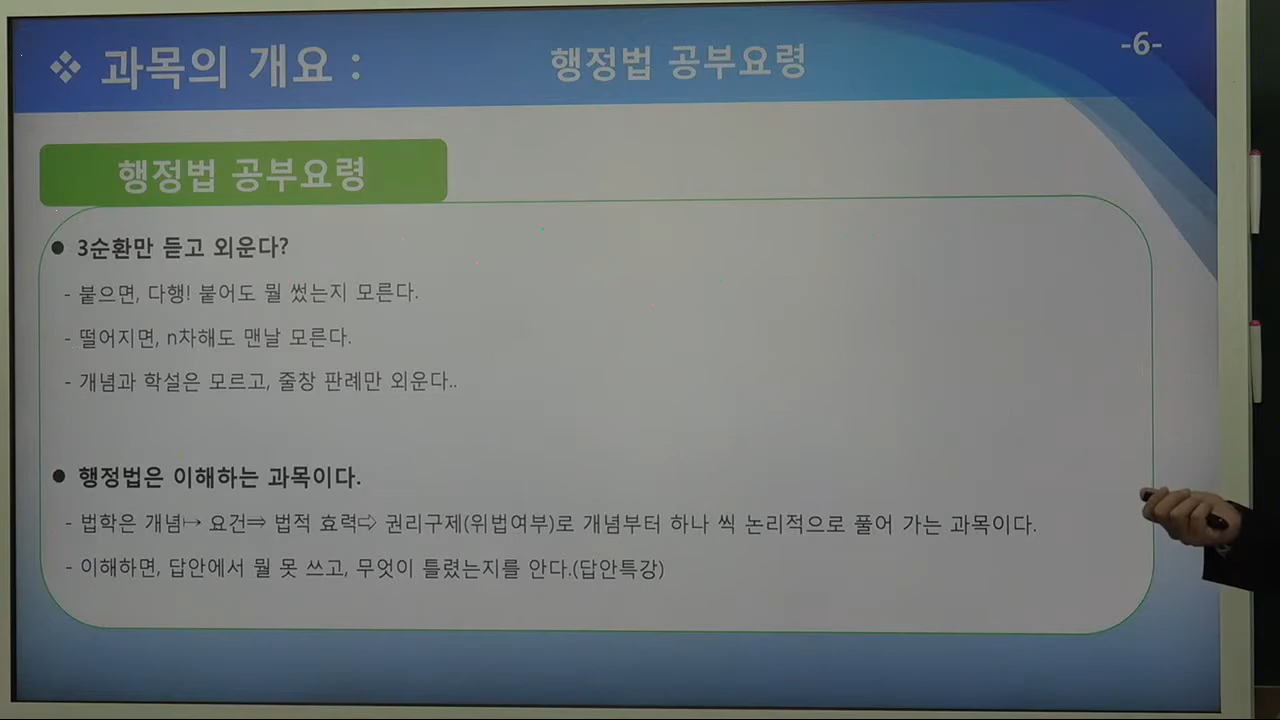 ❖ 과목의 개요 : 행정법 공부요령 -6-
행정법 공부요령
● 3순환만 듣고 외운다?
- 붙으면, 다행! 붙어도 뭘 썼는지 모른다.
- 떨어지면, n차해도 맨날 모른다.
- 개념과 학설은 모르고, 줄창 판례만 외운다..
● 행정법은 이해하는 과목이다.
- 법학은 개념↦ 요건⇒ 법적 효력⇨ 권리구제(위법여부)로 개념부터 하나 씩 논리적으로 풀어 가는 과목이다.
- 이해하면, 답안에서 뭘 못 쓰고, 무엇이 틀렸는지를 안다.(답안특강)